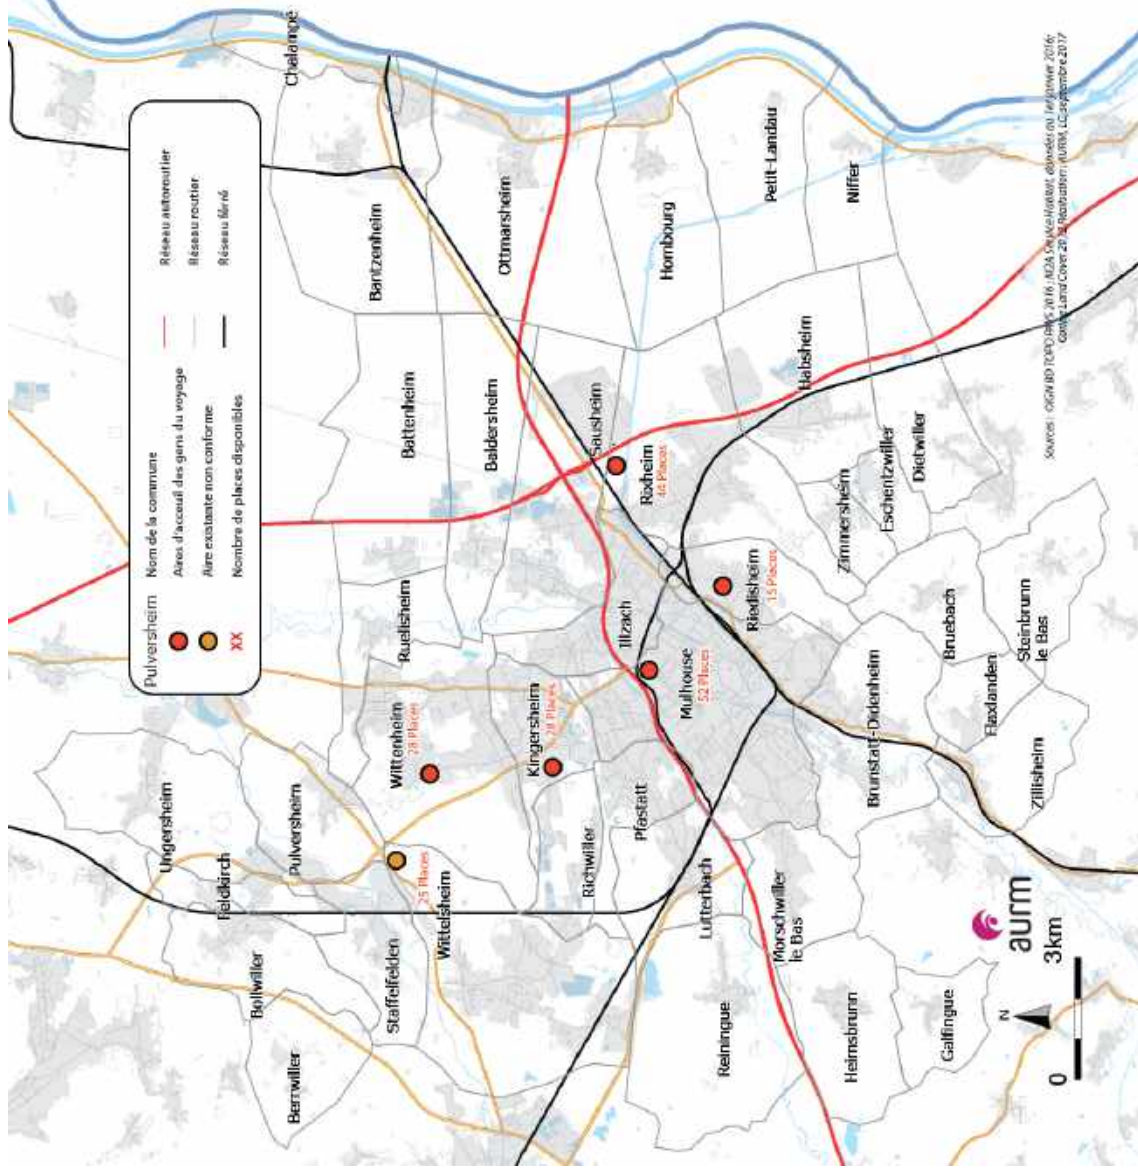 Pulversheim
Nom de la commune
Aires d'acceuil des gens du voyage
Aire existante non conforme
XX
Nombre de places disponibles
Réseau autoroutier
Réseau routier
Réseau ferré
Chalampé
Bantzenheim
Ottmarsheim
Hombourg
Petit-Landau
Niffer
Battenheim
Baldersheim
Sausheim
Rixheim
44 Places
Habsheim
Zimmersheim
Eschentzwiller
Dietwiller
Ruelisheim
Illzach
Riedisheim
15 Places
Bruebach
Steinbrunn
le Bas
Ungersheim
Feldkirch
Pulversheim
Wittenheim
28 Places
Kingersheim
28 Places
Mulhouse
52 Places
Brunstatt-Didenheim
Flaxlanden
Zillisheim
25 Places
Wittelsheim
Richwiller
Pfastatt
Lutterbach
Morschwiller
le Bas
Bollwiller
Staffelfelden
Berrwiller
Reiningue
Heimsbrunn
Galfingue
aurm
N
0
3km